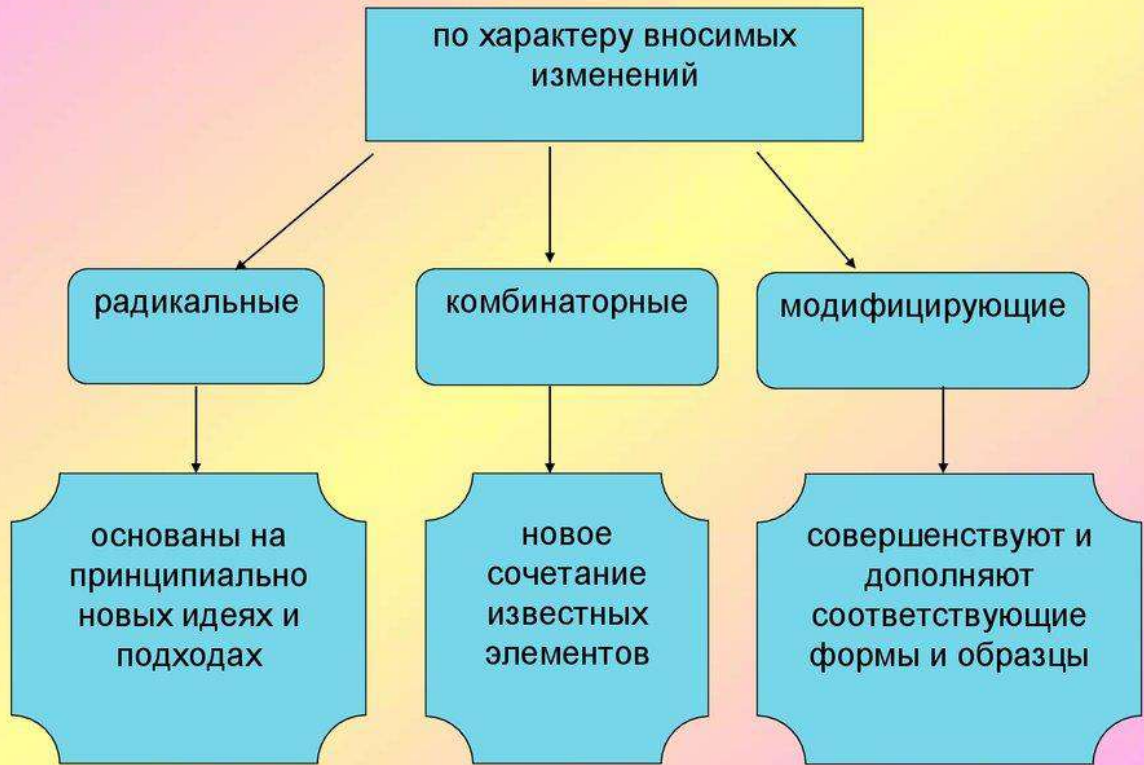 по характеру вносимых
изменений
радикальные
комбинаторные
модифицирующие
основаны на
принципиально
новых идеях и
подходах
новое
сочетание
известных
элементов
совершенствуют и
дополняют
соответствующие
формы и образцы